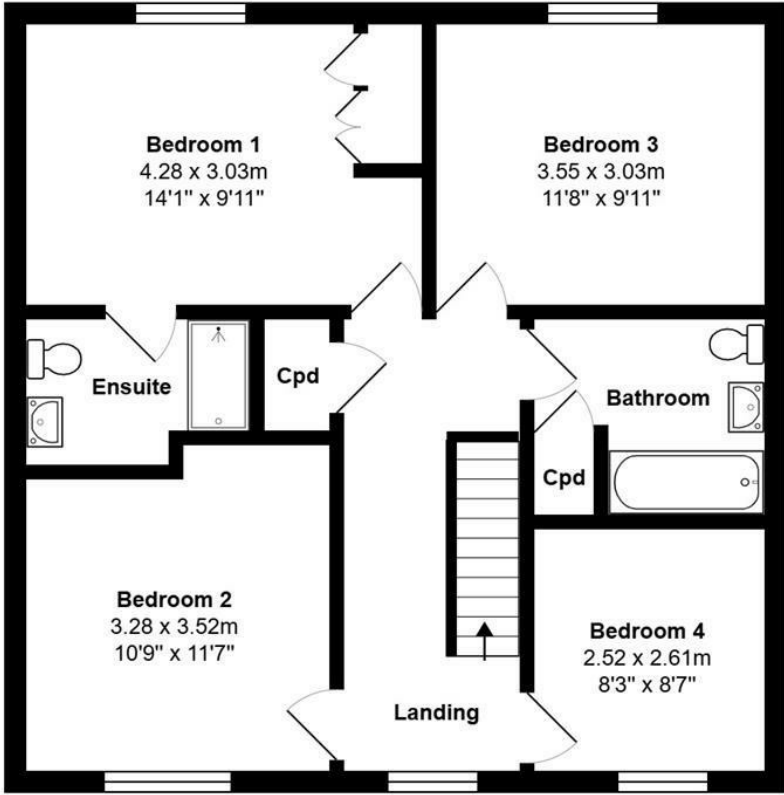 Bedroom 1
4.28 x 3.03m
14'1" x 9'11"
Bedroom 3
3.55 x 3.03m
11'8" x 9'11"
Ensuite
Cpd
Bathroom
Cpd
Bedroom 2
3.28 x 3.52m
10'9" x 11'7"
Bedroom 4
2.52 x 2.61m
8'3" x 8'7"
Landing